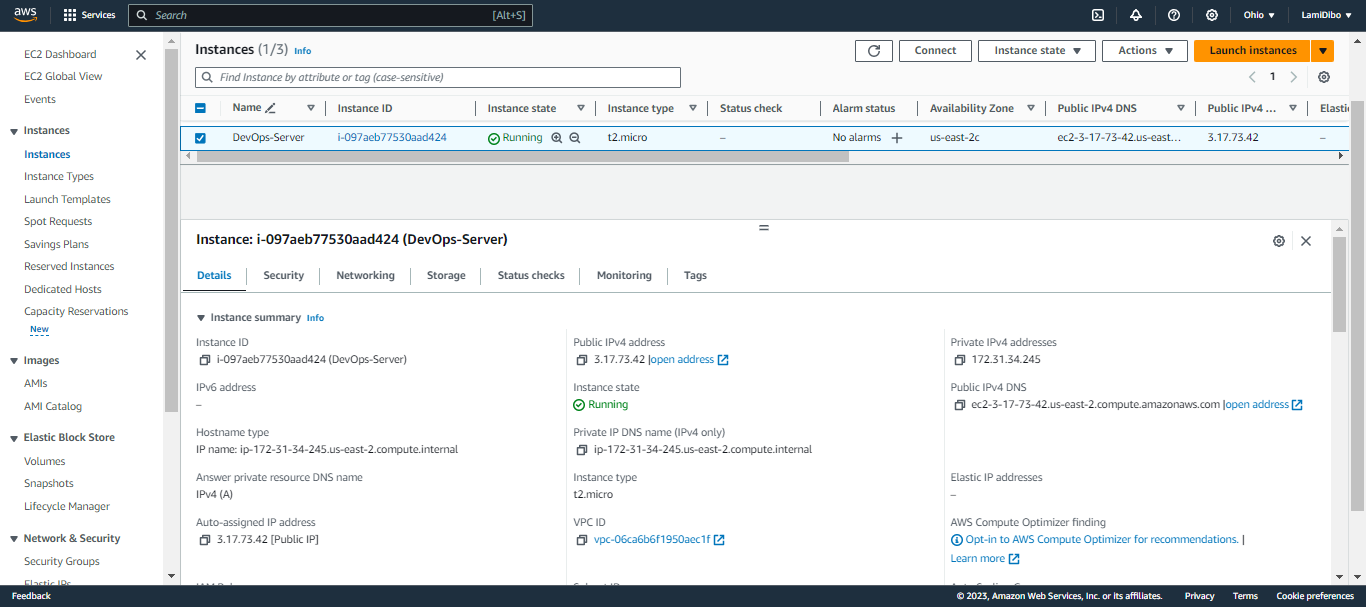 aws
Services
Search
[Alt+S]
Ohio
LamiDibo
EC2 Dashboard
EC2 Global View
Events
Instances
Instances
Instance Types
Launch Templates
Spot Requests
Savings Plans
Reserved Instances
Dedicated Hosts
Capacity Reservations
New
Images
AMIs
AMI Catalog
Elastic Block Store
Volumes
Snapshots
Lifecycle Manager
Network & Security
Security Groups
Elastic IPs
Instances (1/3) Info
Connect
Instance state
Actions
Launch instances
Find Instance by attribute or tag (case-sensitive)
1
Name Instance ID Instance state Instance type Status check Alarm status Availability Zone Public IPv4 DNS Public IPv4 ... Elastic
DevOps-Server i-097aeb77530aad424 Running t2.micro – No alarms + us-east-2c ec2-3-17-73-42.us-east... 3.17.73.42 –
Instance: i-097aeb77530aad424 (DevOps-Server)
Details Security Networking Storage Status checks Monitoring Tags
Instance summary Info
Instance ID
i-097aeb77530aad424 (DevOps-Server)
Public IPv4 address
3.17.73.42 |open address
Private IPv4 addresses
172.31.34.245
IPv6 address
–
Instance state
Running
Public IPv4 DNS
ec2-3-17-73-42.us-east-2.compute.amazonaws.com |open address
Hostname type
IP name: ip-172-31-34-245.us-east-2.compute.internal
Private IP DNS name (IPv4 only)
ip-172-31-34-245.us-east-2.compute.internal
Answer private resource DNS name
IPv4 (A)
Instance type
t2.micro
Elastic IP addresses
–
Auto-assigned IP address
3.17.73.42 [Public IP]
VPC ID
vpc-06ca6b6f1950aec1f
AWS Compute Optimizer finding
Opt-in to AWS Compute Optimizer for recommendations. |
Learn more
Feedback
© 2023, Amazon Web Services, Inc. or its affiliates.
Privacy
Terms
Cookie preferences